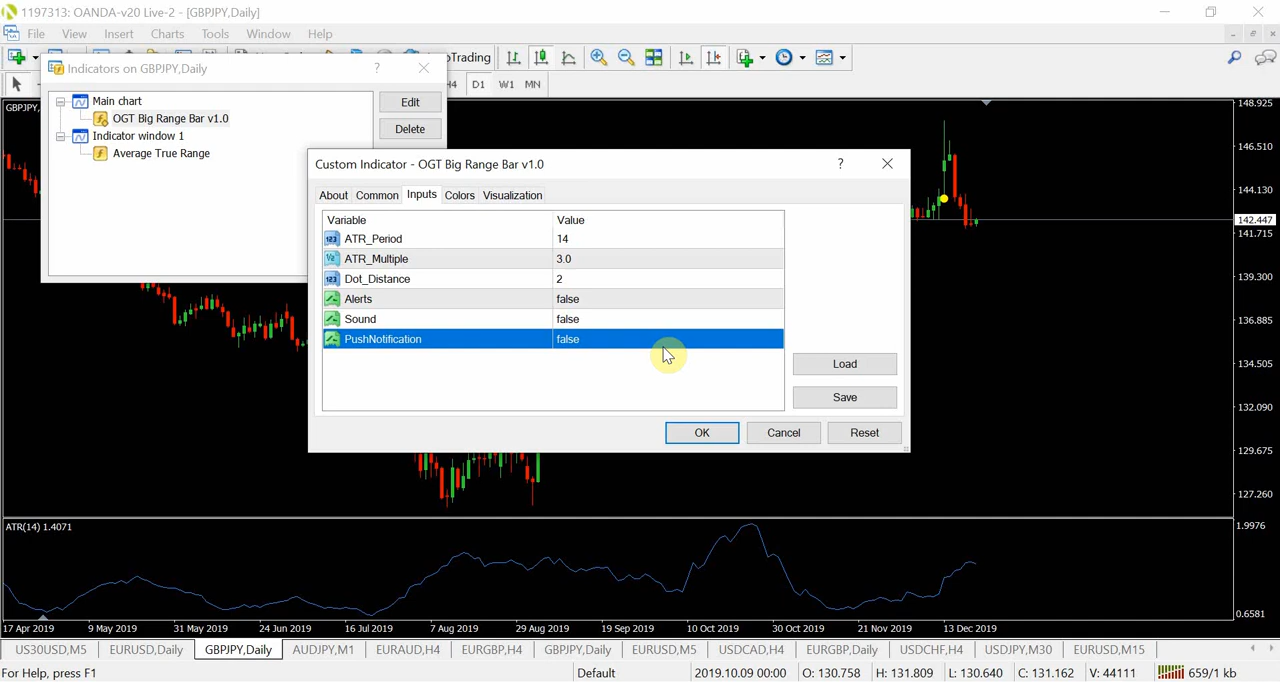 1197313: OANDA-v20 Live-2 - [GBPJPY,Daily]
File View Insert Charts Tools Window Help
Trading
H4 D1 W1 MN
Indicators on GBPJPY,Daily ?
Main chart
OGT Big Range Bar v1.0
Indicator window 1
Average True Range
Edit
Delete
GBPJPY,
Custom Indicator - OGT Big Range Bar v1.0 ?
About Common Inputs Colors Visualization
Variable Value
ATR_Period 14
ATR_Multiple 3.0
Dot_Distance 2
Alerts false
Sound false
PushNotification false
Load
Save
OK Cancel Reset
148.925
146.510
144.130
142.447
141.715
139.300
136.885
134.505
132.090
129.675
127.260
ATR(14) 1.4071
1.9976
0.6581
17 Apr 2019 9 May 2019 31 May 2019 24 Jun 2019 16 Jul 2019 7 Aug 2019 29 Aug 2019 19 Sep 2019 10 Oct 2019 30 Oct 2019 21 Nov 2019 13 Dec 2019
US30USD,M5 EURUSD,Daily GBPJPY,Daily AUDJPY,M1 EURAUD,H4 EURGBP,H4 GBPJPY,Daily EURUSD,M5 USDCAD,H4 EURGBP,Daily USDCHF,H4 USDJPY,M30 EURUSD,M15
For Help, press F1 Default 2019.10.09 00:00 O: 130.758 H: 131.809 L: 130.640 C: 131.162 V: 44111 659/1 kb